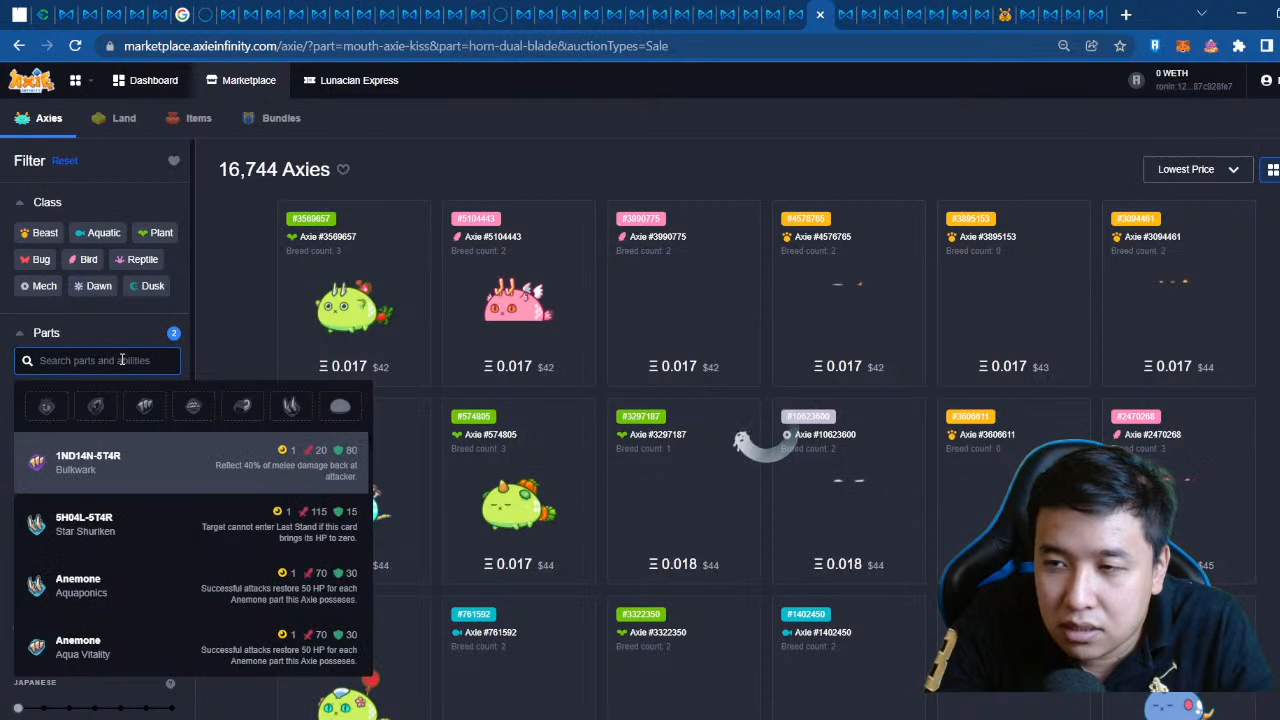 marketplace.axieinfinity.com/axie/?part=mouth-axie-kiss&part=horn-dual-blade&auctionTypes=Sale
AXIE
INFINITY
Dashboard
Marketplace
Lunacian Express
0 WETH
ronin:12...87c928fe7
Axies
Land
Items
Bundles
Filter Reset
Class
Beast Aquatic Plant
Bug Bird Reptile
Mech Dawn Dusk
Parts 2
Search parts and abilities
1ND14N-5T4R 1 20 80
Bulkwark
Reflect 40% of melee damage back at
attacker.
5H04L-5T4R 1 115 15
Star Shuriken
Target cannot enter Last Stand if this card
brings its HP to zero.
Anemone 1 70 30
Aquaponics
Successful attacks restore 50 HP for each
Anemone part this Axie posseses.
Anemone 1 70 30
Aqua Vitality
Successful attacks restore 50 HP for each
Anemone part this Axie posseses.
JAPANESE
16,744 Axies
Lowest Price
#3569657
Axie #3569657
Breed count: 3
Ξ 0.017 $42
#5104443
Axie #5104443
Breed count: 2
Ξ 0.017 $42
#3990775
Axie #3990775
Breed count: 2
Ξ 0.017 $42
#4576765
Axie #4576765
Breed count: 2
Ξ 0.017 $42
#3895153
Axie #3895153
Breed count: 0
Ξ 0.017 $43
#3094461
Axie #3094461
Breed count: 2
Ξ 0.017 $44
#574805
Axie #574805
Breed count: 3
Ξ 0.017 $44
#3297187
Axie #3297187
Breed count: 1
Ξ 0.018 $44
#10623600
Axie #10623600
Breed count: 2
Ξ 0.018 $44
#3606611
Axie #3606611
Breed count: 2
#2470268
Axie #2470268
#761592
Axie #761592
Breed count: 2
#3322350
Axie #3322350
Breed count: 2
#1402450
Axie #1402450
Breed count: 2